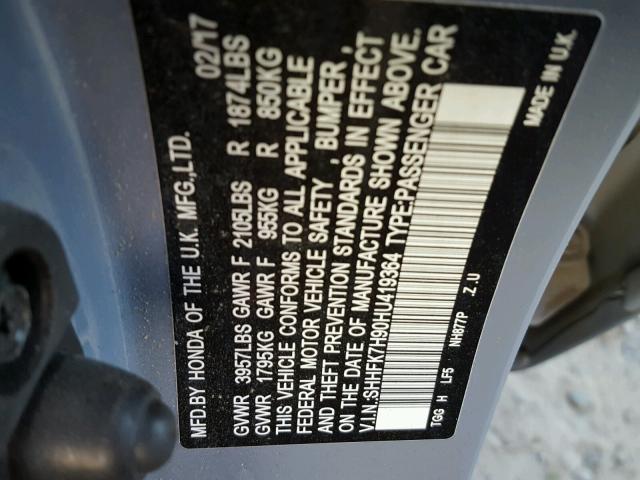 MFD.BY HONDA OF THE U.K. MFG.,LTD. 02/17
GVWR 3957LBS GAWR F 2105LBS R 1874LBS
GVWR 1795KG GAWR F 955KG R 850KG
THIS VEHICLE CONFORMS TO ALL APPLICABLE
FEDERAL MOTOR VEHICLE SAFETY , BUMPER ,
AND THEFT PREVENTION STANDARDS IN EFFECT
ON THE DATE OF MANUFACTURE SHOWN ABOVE.
V.I.N.:SHHFK7H90HU419364 TYPE:PASSENGER CAR
TGG H LF5 NH877P Z.U
MADE IN U.K.